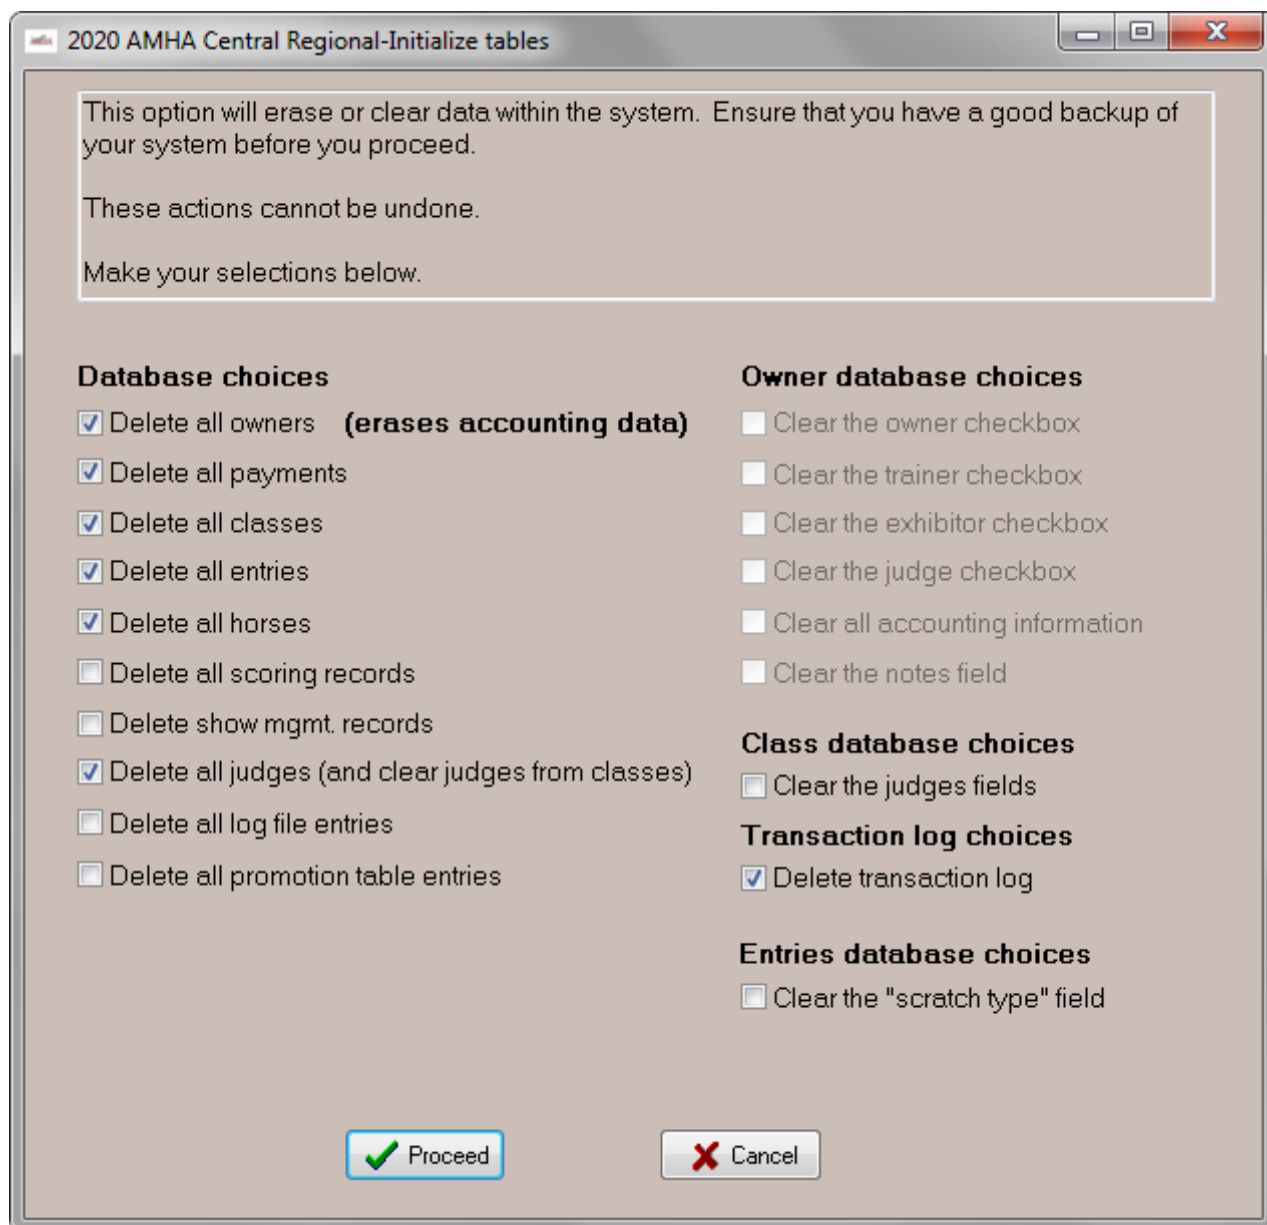 2020 AMHA Central Regional-Initialize tables
This option will erase or clear data within the system.  Ensure that you have a good backup of
your system before you proceed.
These actions cannot be undone.
Make your selections below.
Database choices
Delete all owners (erases accounting data)
Delete all payments
Delete all classes
Delete all entries
Delete all horses
Delete all scoring records
Delete show mgmt. records
Delete all judges (and clear judges from classes)
Delete all log file entries
Delete all promotion table entries
Owner database choices
Clear the owner checkbox
Clear the trainer checkbox
Clear the exhibitor checkbox
Clear the judge checkbox
Clear all accounting information
Clear the notes field
Class database choices
Clear the judges fields
Transaction log choices
Delete transaction log
Entries database choices
Clear the "scratch type" field
Proceed
Cancel